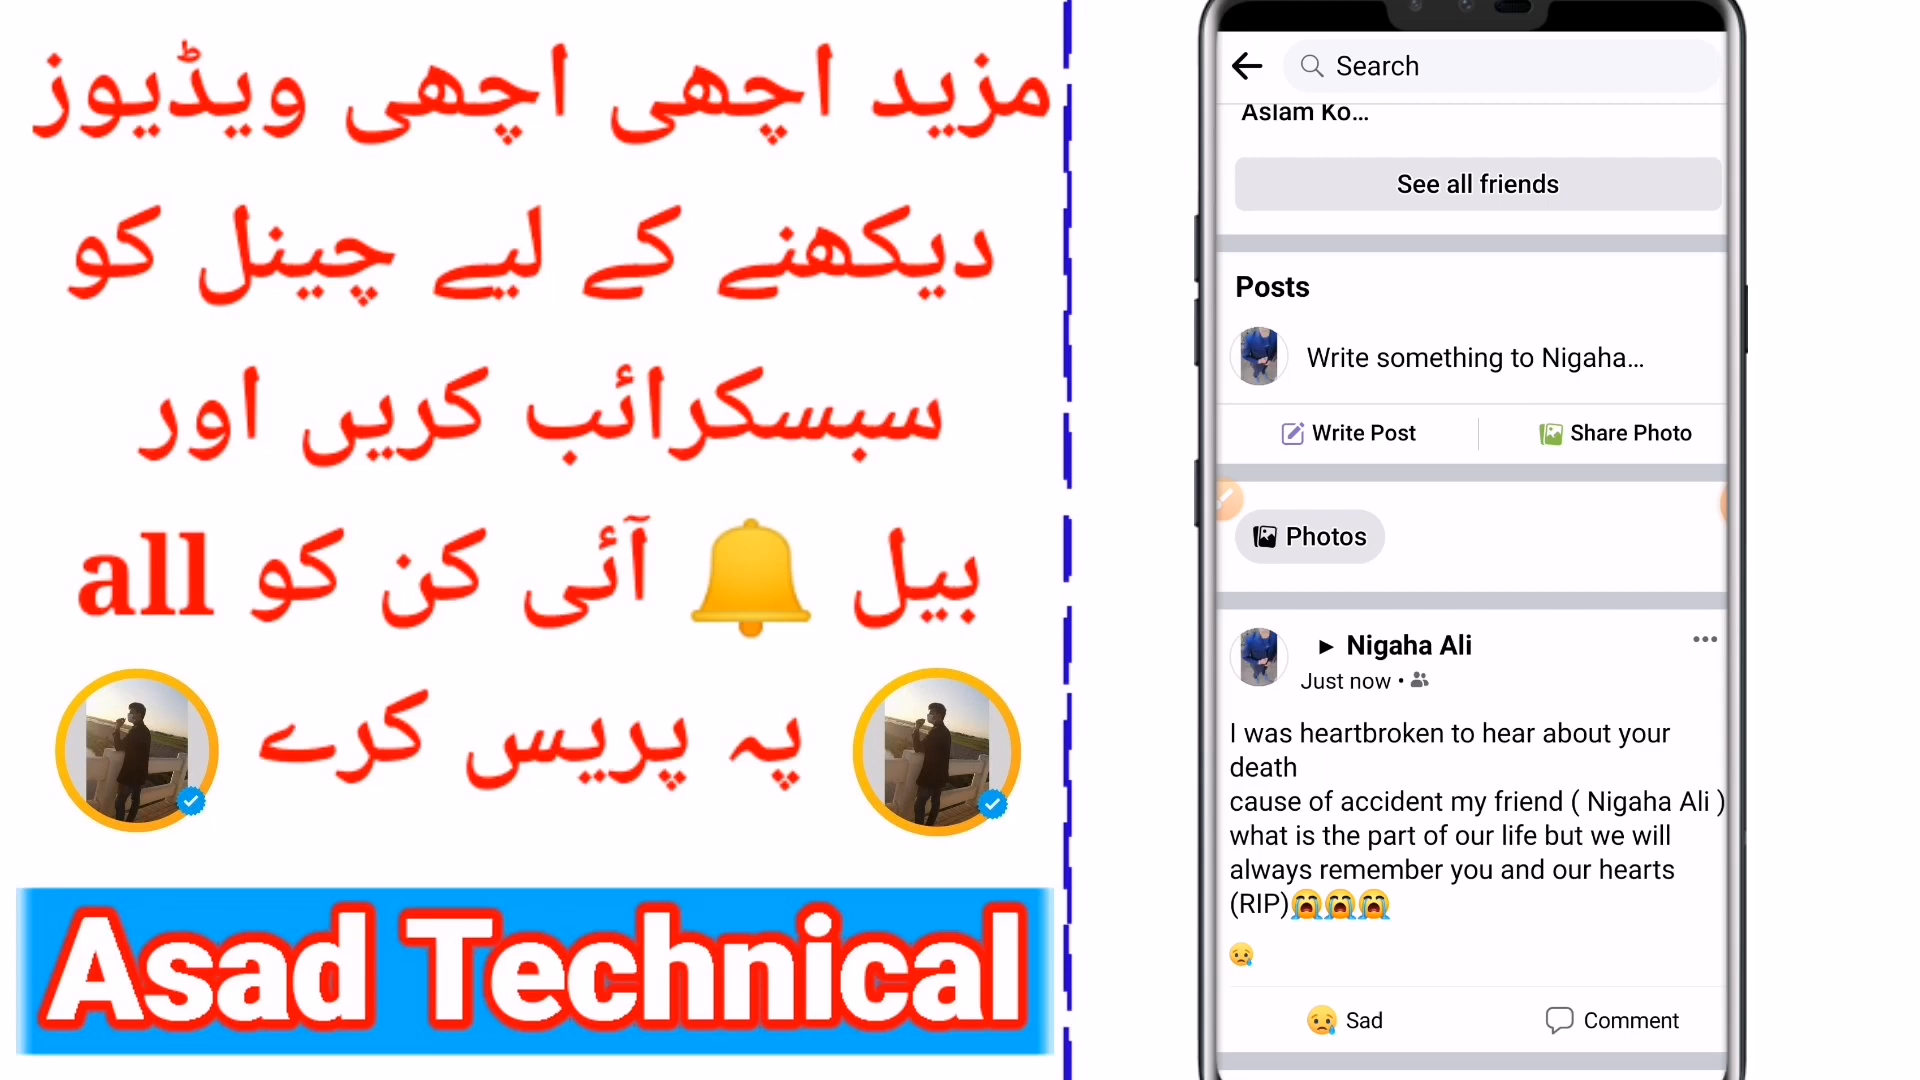 مزید اچھی اچھی ویڈیوز
دیکھنے کے لیے چینل کو
سبسکرائب کریں اور
بیل 🔔 آئی کن کو all
پہ پریس کرے
Asad Technical
Search
Aslam Ko...
See all friends
Posts
Write something to Nigaha...
Write Post
Share Photo
Photos
► Nigaha Ali
Just now •
I was heartbroken to hear about your
death
cause of accident my friend ( Nigaha Ali )
what is the part of our life but we will
always remember you and our hearts
(RIP)😭😭😭
😢
Sad
Comment